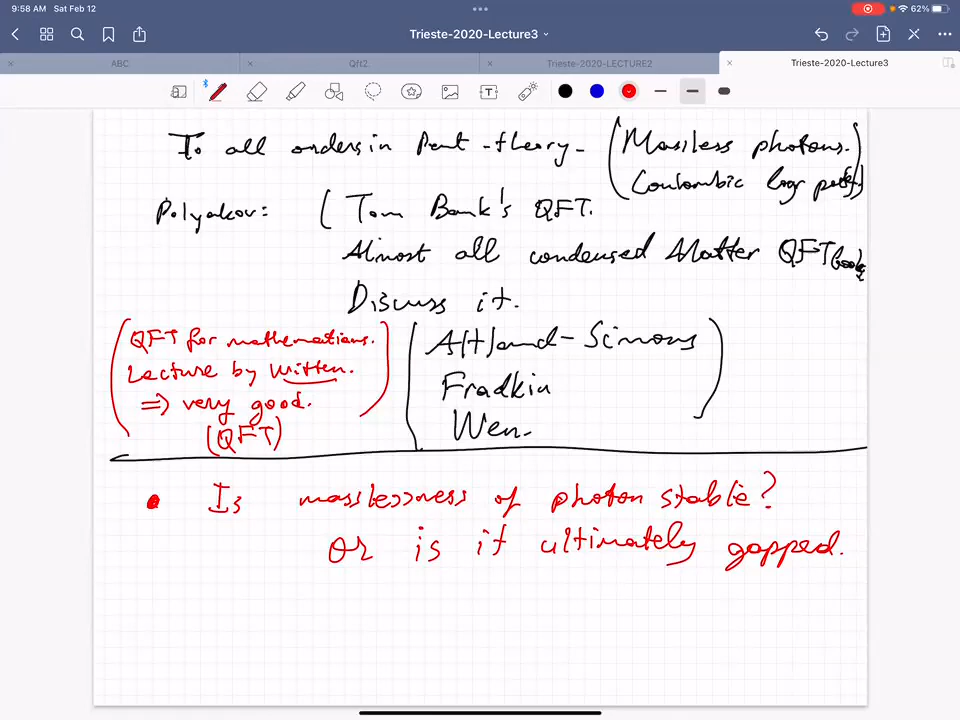 9:58 AM Sat Feb 12
62%
Trieste-2020-Lecture3
ABC
Qft2
Trieste-2020-LECTURE2
Trieste-2020-Lecture3
To all orders in Pert-theory- (Massless photons.
Coulombic log pot.)
Polyakov: ( Tom Bank's QFT.
Almost all condensed Matter QFT books
Discuss it.
(QFT for mathematians.
Lecture by Witten.
⇒ very good.
(QFT)
Altland-Simons
Fradkin
Wen.
• Is masslessness of photon stable?
Or is it ultimately gapped.